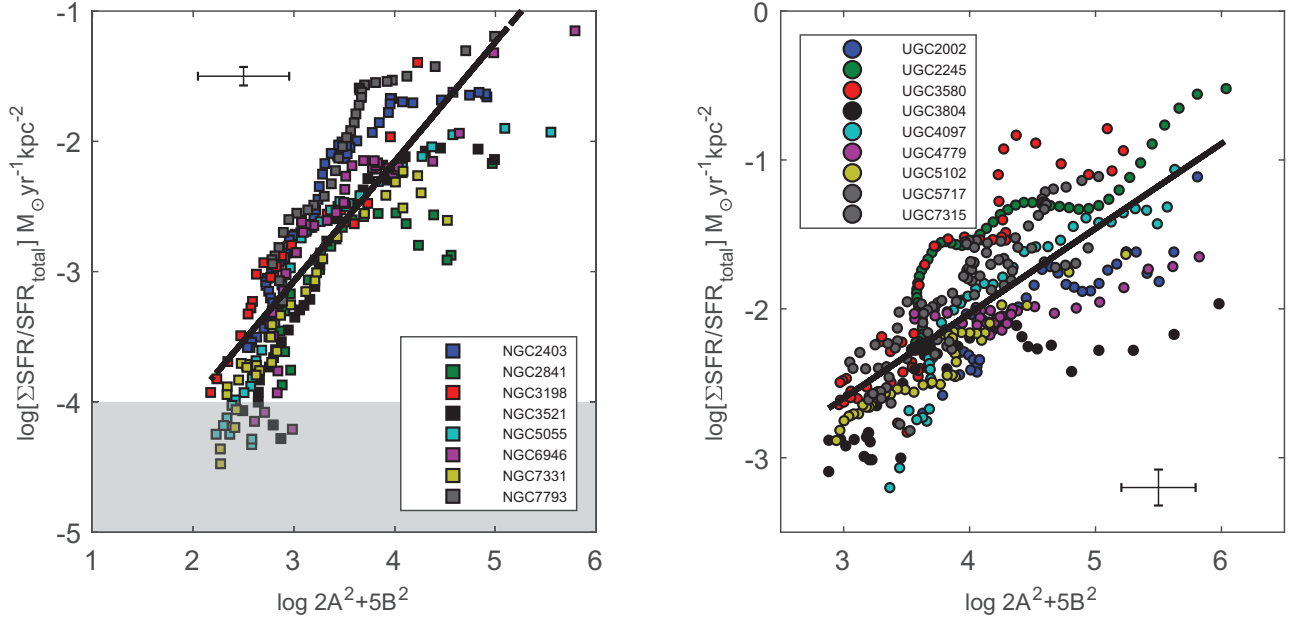 -1
-2
-3
-4
-5
1
2
3
4
5
6
log 2A²+5B²
log[ΣSFR/SFR_total] M⊙yr⁻¹kpc⁻²
NGC2403
NGC2841
NGC3198
NGC3521
NGC5055
NGC6946
NGC7331
NGC7793
0
-1
-2
-3
3
4
5
6
log 2A²+5B²
log[ΣSFR/SFR_total] M⊙yr⁻¹kpc⁻²
UGC2002
UGC2245
UGC3580
UGC3804
UGC4097
UGC4779
UGC5102
UGC5717
UGC7315